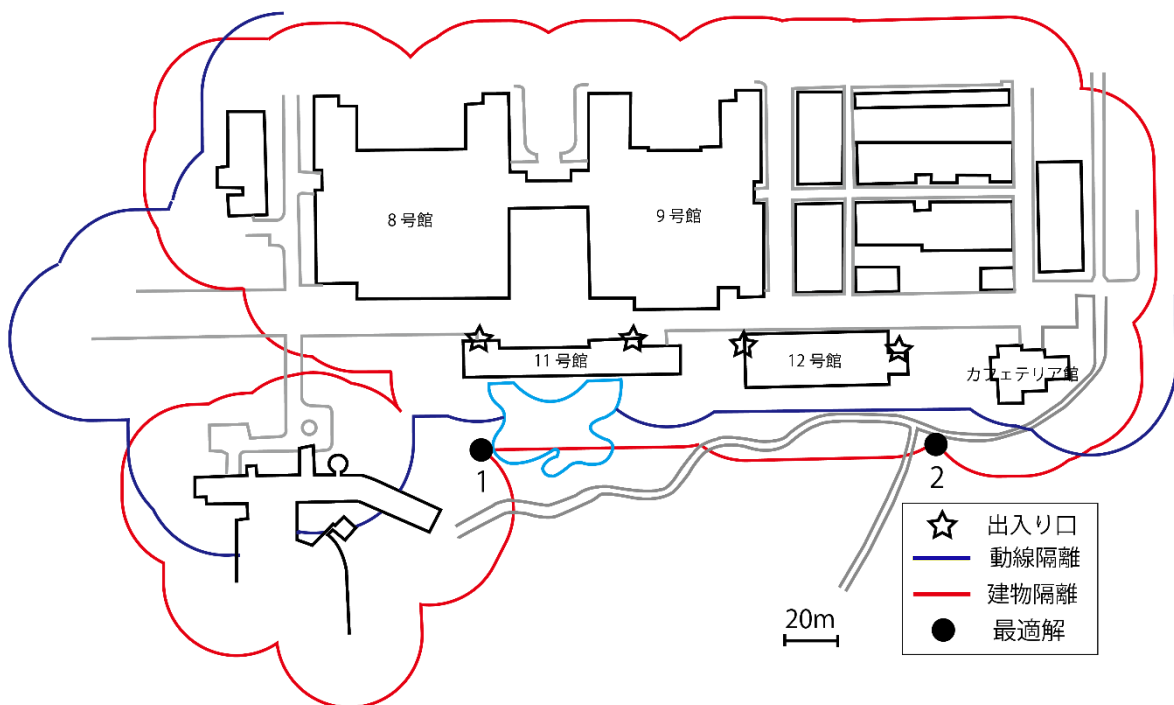 8 号館
9 号館
11 号館
12 号館
カフェテリア館
1
2
出入り口
動線隔離
建物隔離
最適解
20m